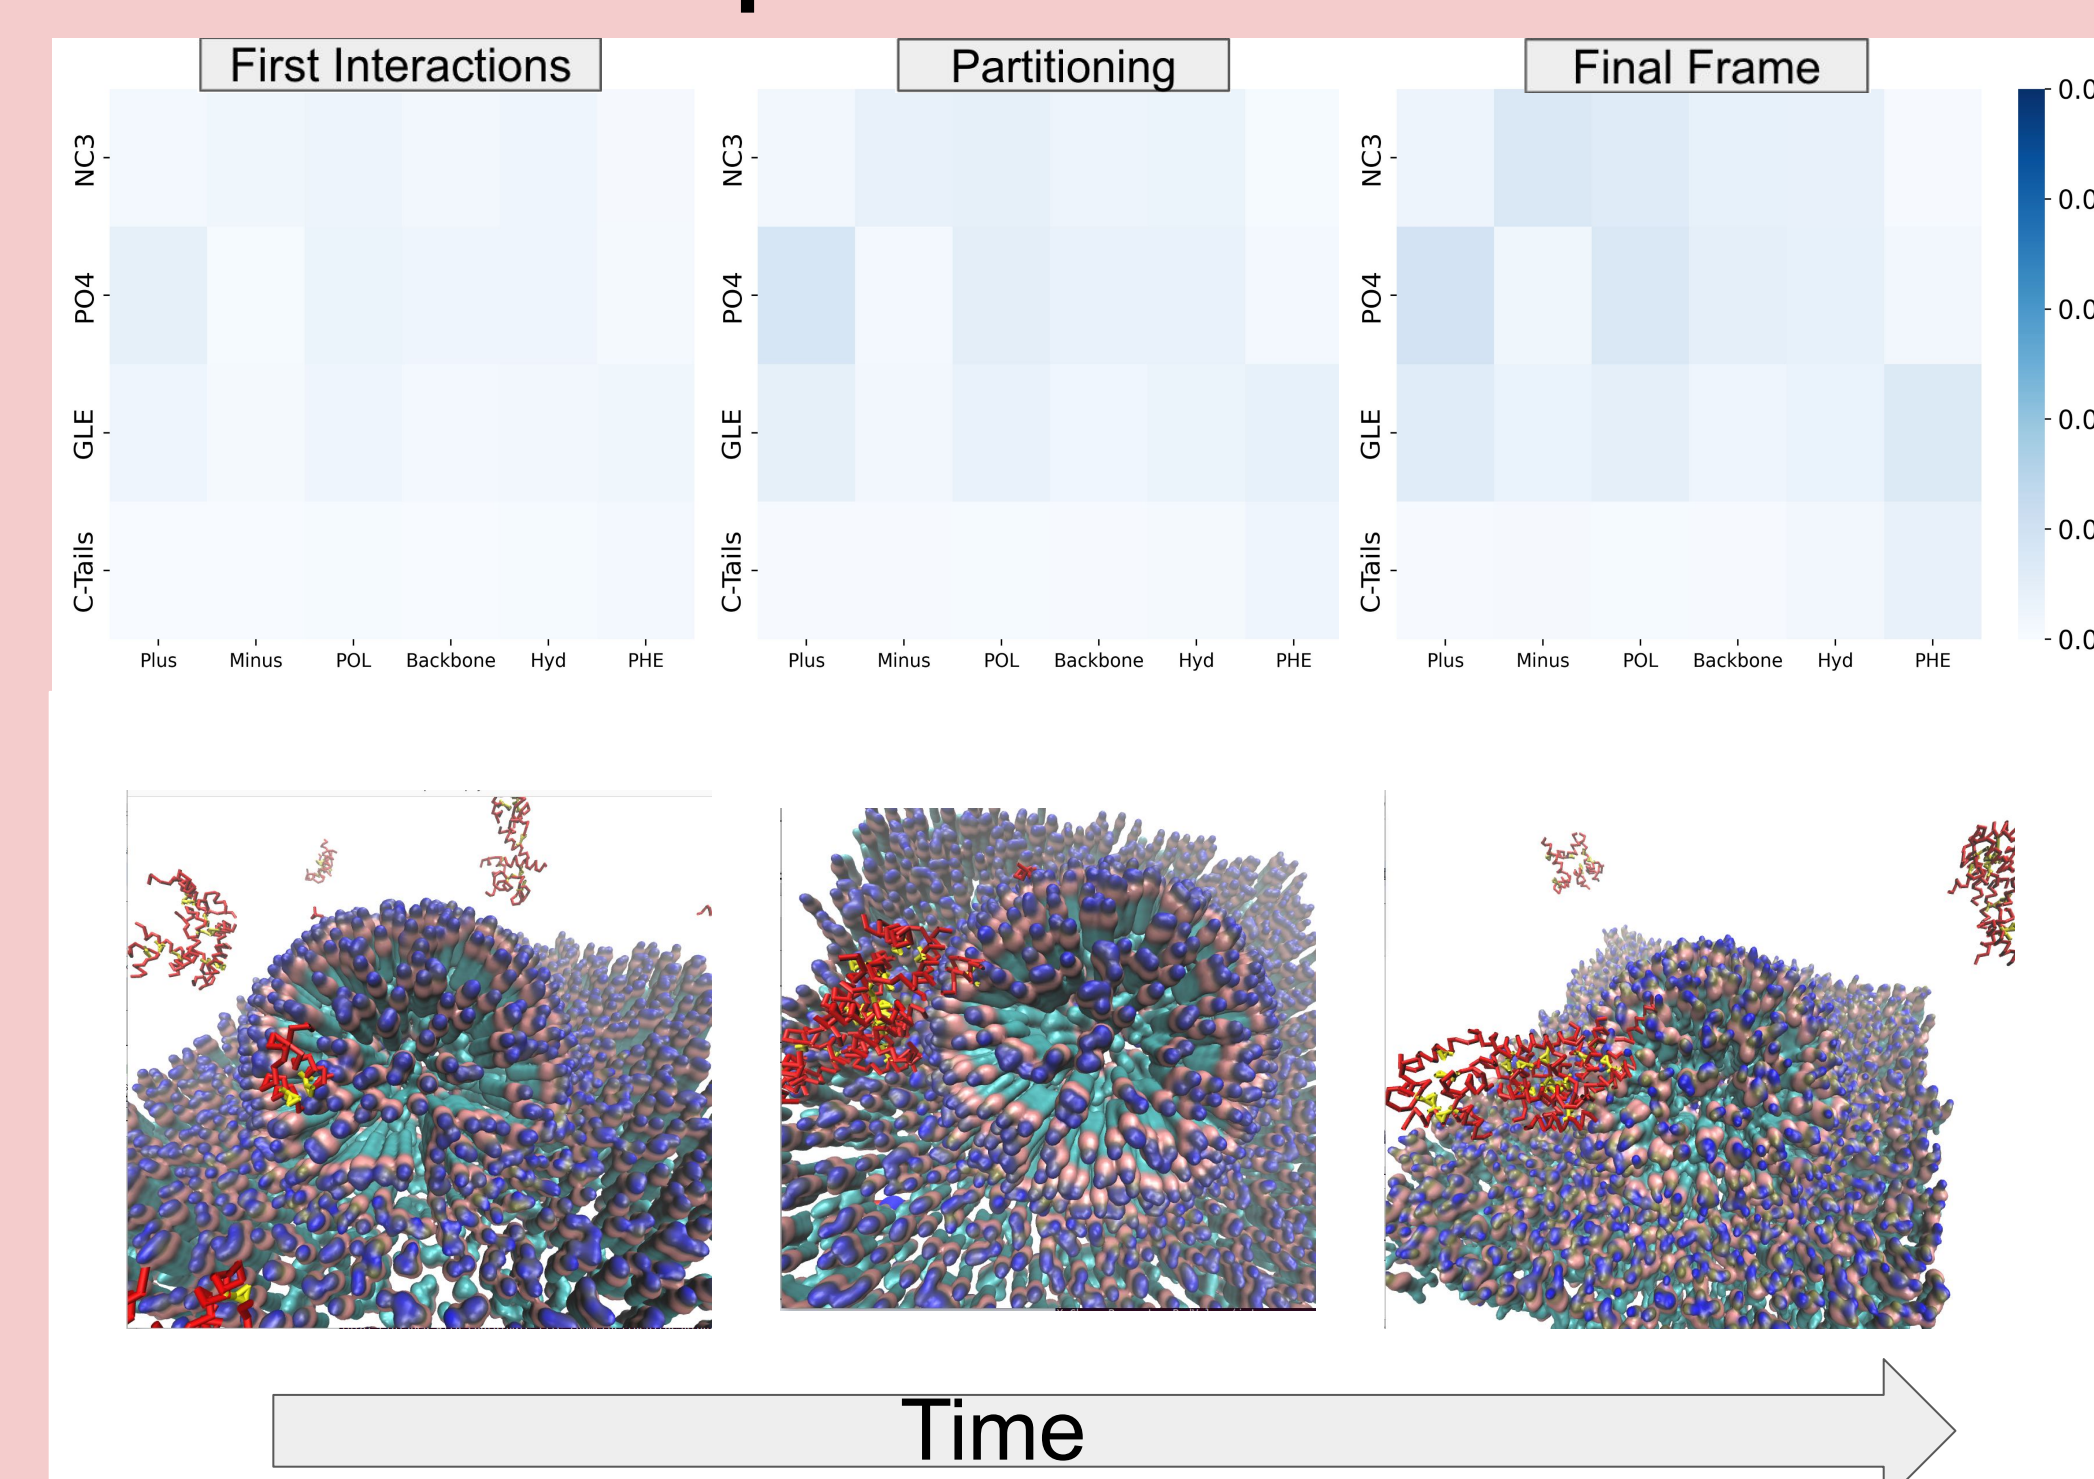 First Interactions
Partitioning
Final Frame
NC3
PO4
GLE
C-Tails
Plus Minus POL Backbone Hyd PHE
NC3
PO4
GLE
C-Tails
Plus Minus POL Backbone Hyd PHE
NC3
PO4
GLE
C-Tails
Plus Minus POL Backbone Hyd PHE
Time